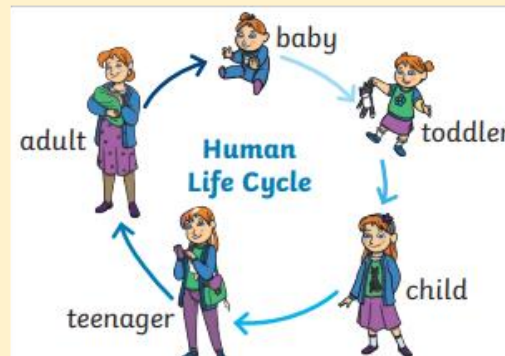 baby
toddler
child
teenager
adult
Human
Life Cycle